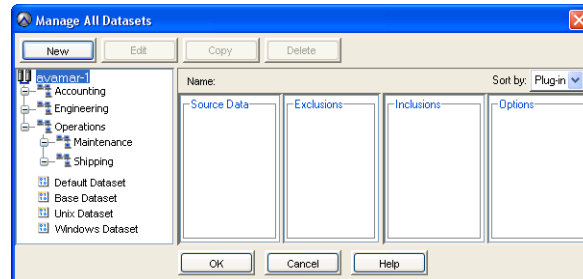 Manage All Datasets
New Edit Copy Delete
avamar-1
Accounting
Engineering
Operations
Maintenance
Shipping
Default Dataset
Base Dataset
Unix Dataset
Windows Dataset
Name: Sort by: Plug-in
Source Data Exclusions Inclusions Options
OK Cancel Help